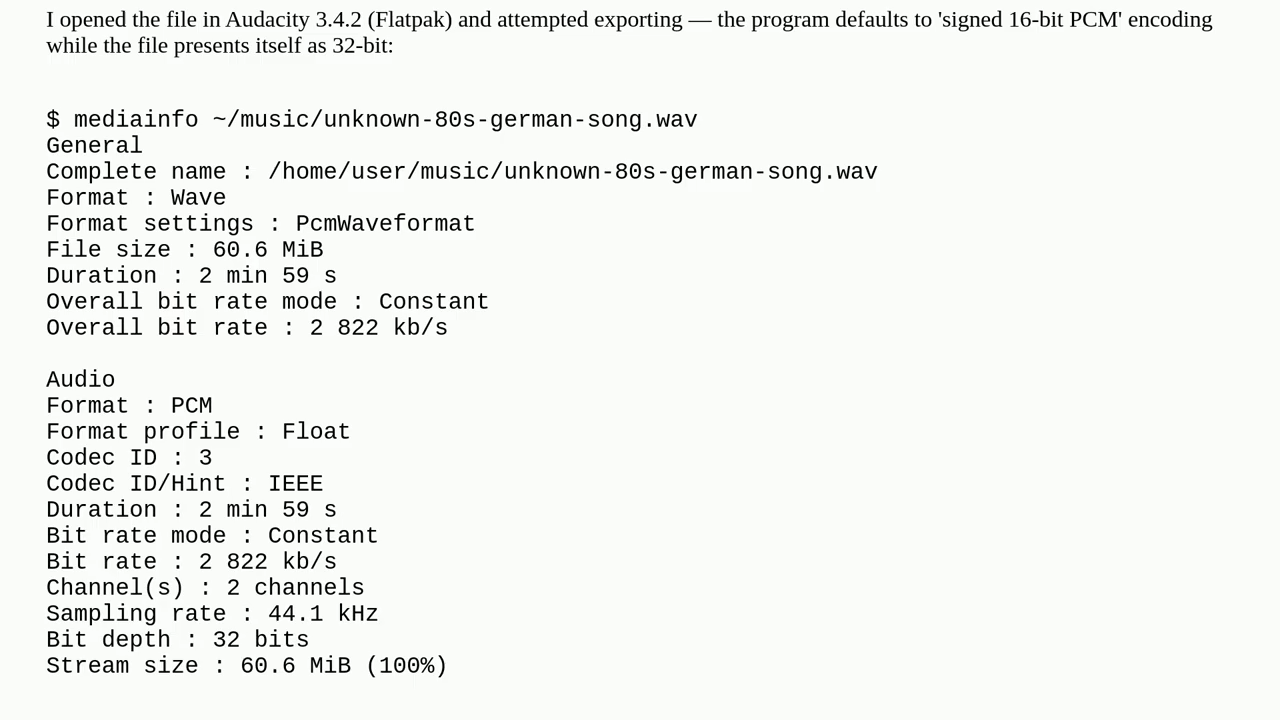 I opened the file in Audacity 3.4.2 (Flatpak) and attempted exporting — the program defaults to 'signed 16-bit PCM' encoding
while the file presents itself as 32-bit:
$ mediainfo ~/music/unknown-80s-german-song.wav
General
Complete name : /home/user/music/unknown-80s-german-song.wav
Format : Wave
Format settings : PcmWaveformat
File size : 60.6 MiB
Duration : 2 min 59 s
Overall bit rate mode : Constant
Overall bit rate : 2 822 kb/s
Audio
Format : PCM
Format profile : Float
Codec ID : 3
Codec ID/Hint : IEEE
Duration : 2 min 59 s
Bit rate mode : Constant
Bit rate : 2 822 kb/s
Channel(s) : 2 channels
Sampling rate : 44.1 kHz
Bit depth : 32 bits
Stream size : 60.6 MiB (100%)